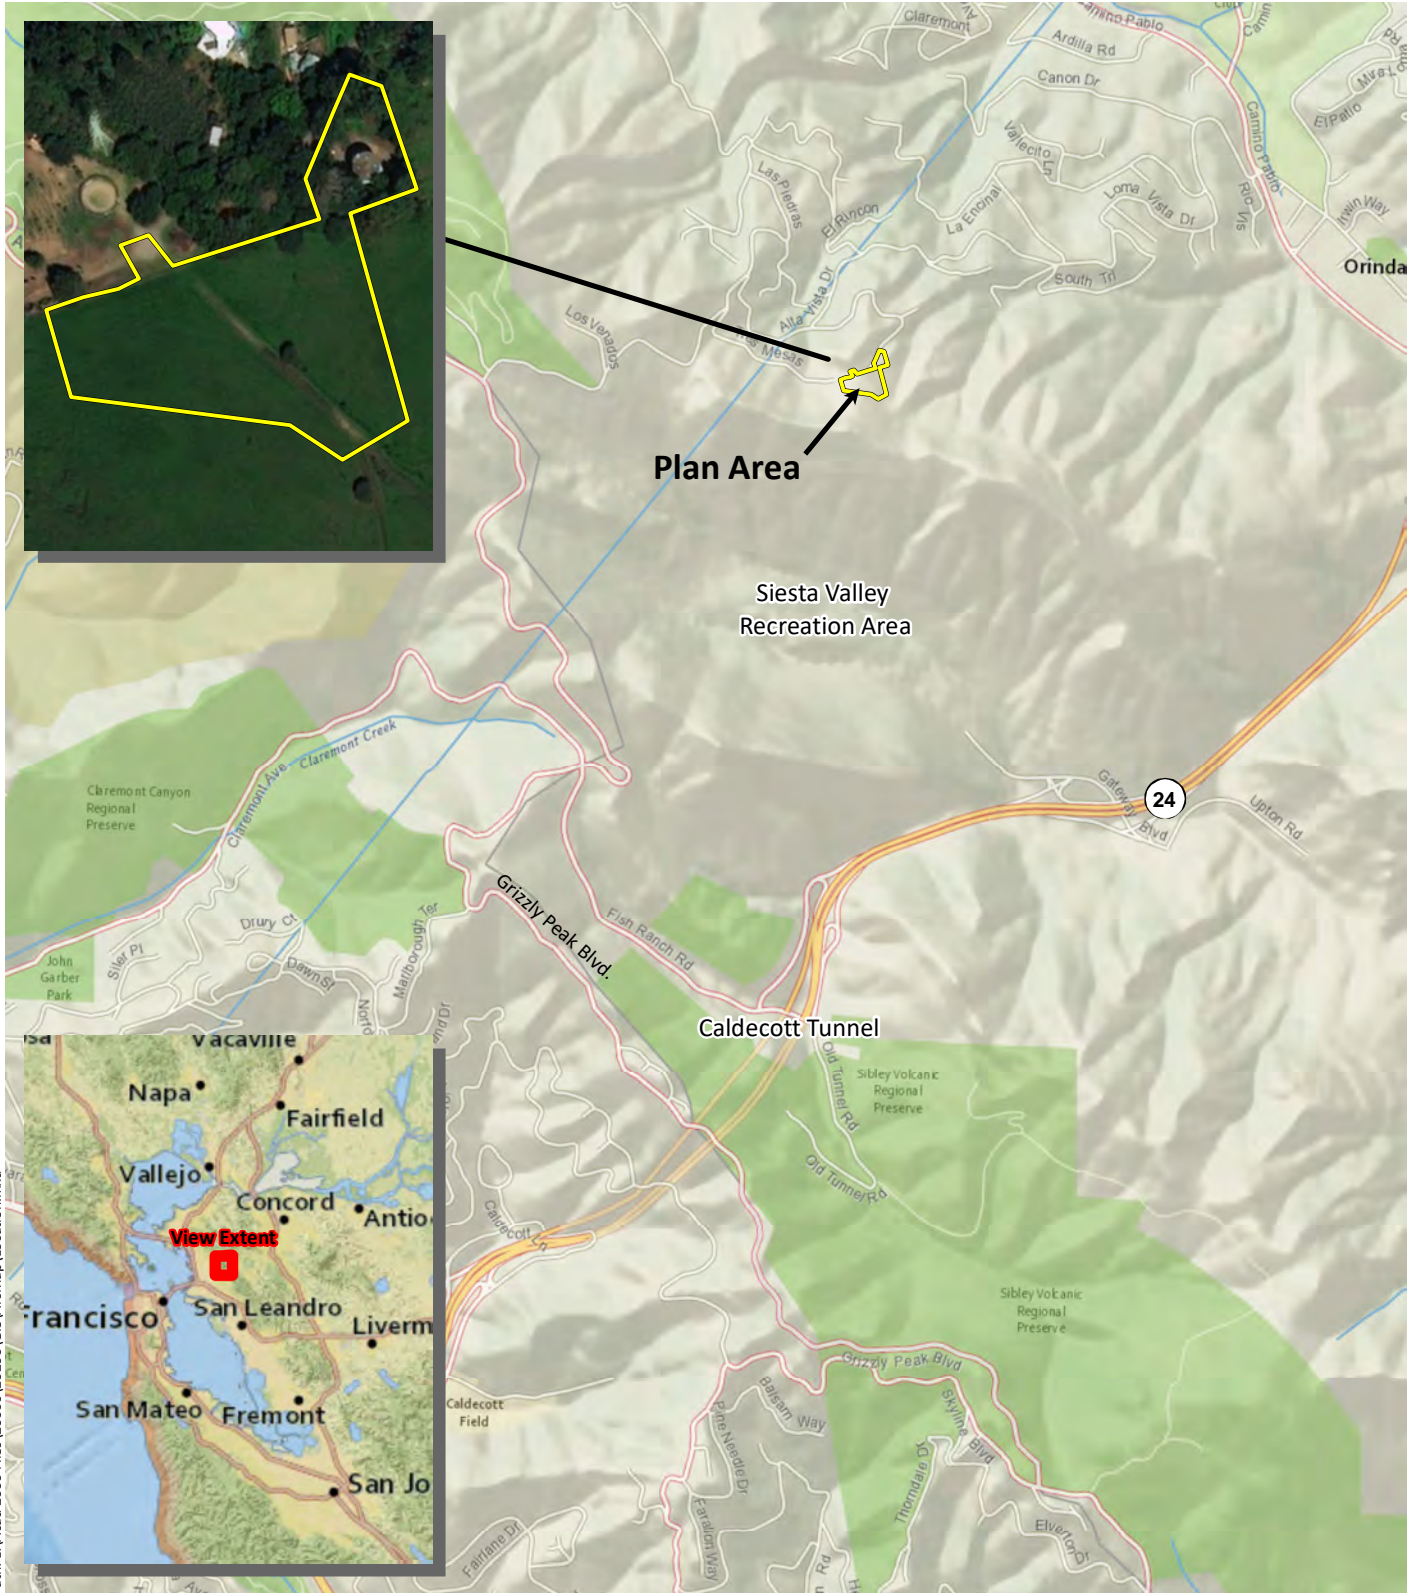 Claremont
Camino Pablo
Ardilla Rd
Canon Dr
El Patio
Camino Pablo
Vallecito Ln
Las Piedras
El Rincon
La Encinal
Loma Vista Dr
Rio Vis
Irwin Way
Orinda
South Trl
Alta Vista Dr
Los Venados
Mesas
Plan Area
Siesta Valley
Recreation Area
Claremont Creek
Claremont Ave
Claremont Canyon
Regional
Preserve
24
Gateway Blvd
Upton Rd
Grizzly Peak Blvd.
Fish Ranch Rd
Drury Ct
Marlborough Ter
Siler Pl
Dawn St
John
Garber
Park
Caldecott Tunnel
Old Tunnel Rd
Sibley Volcanic
Regional
Preserve
Old Tunnel Rd
Caldecott Ln
Vacaville
Napa
Fairfield
Vallejo
Concord
Antio
View Extent
Francisco
San Leandro
Liverm
San Mateo
Fremont
San Jo
Sibley Volcanic
Regional
Preserve
Grizzly Peak Blvd
Caldecott
Field
Balsam Way
Pine Needle Dr
Skyline Blvd
Thorndale Dr
Faralon Way
Elverton Dr
Fairlane Dr